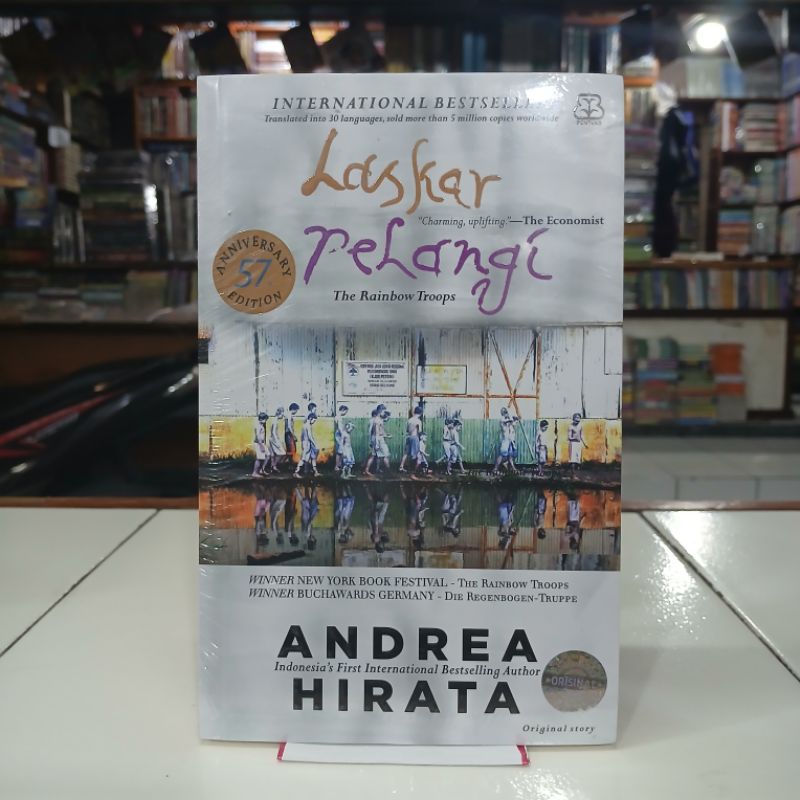 INTERNATIONAL BESTSELLER
Translated into 30 languages, sold more than 5 million copies worldwide
BENTANG
Laskar
"Charming, uplifting."—The Economist
Pelangi
ANNIVERSARY
57
EDITION
The Rainbow Troops
WINNER NEW YORK BOOK FESTIVAL - THE RAINBOW TROOPS
WINNER BUCHAWARDS GERMANY - DIE REGENBOGEN-TRUPPE
ANDREA
Indonesia's First International Bestselling Author
HIRATA
ORISINAL
Original story